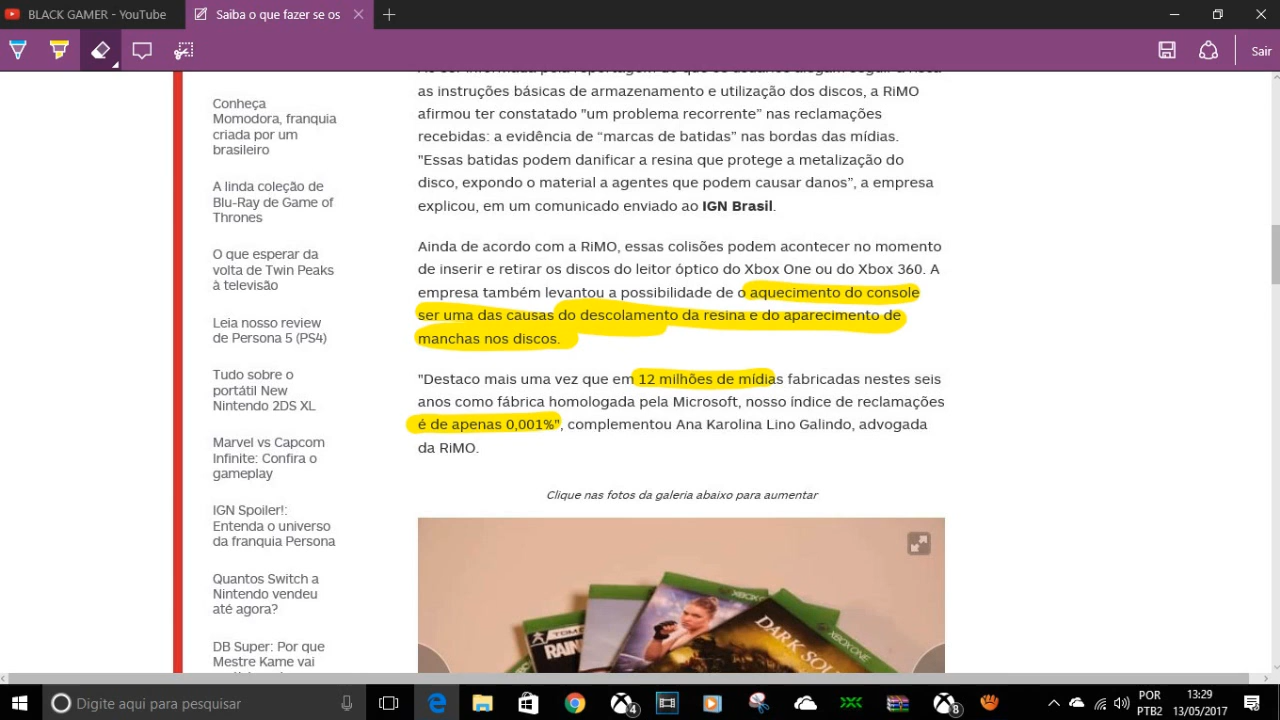 BLACK GAMER - YouTube
Saiba o que fazer se os
Sair
Conheça
Momodora, franquia
criada por um
brasileiro
A linda coleção de
Blu-Ray de Game of
Thrones
O que esperar da
volta de Twin Peaks
à televisão
Leia nosso review
de Persona 5 (PS4)
Tudo sobre o
portátil New
Nintendo 2DS XL
Marvel vs Capcom
Infinite: Confira o
gameplay
IGN Spoiler!:
Entenda o universo
da franquia Persona
Quantos Switch a
Nintendo vendeu
até agora?
DB Super: Por que
Mestre Kame vai
as instruções básicas de armazenamento e utilização dos discos, a RiMO
afirmou ter constatado "um problema recorrente” nas reclamações
recebidas: a evidência de “marcas de batidas” nas bordas das mídias.
"Essas batidas podem danificar a resina que protege a metalização do
disco, expondo o material a agentes que podem causar danos”, a empresa
explicou, em um comunicado enviado ao IGN Brasil.
Ainda de acordo com a RiMO, essas colisões podem acontecer no momento
de inserir e retirar os discos do leitor óptico do Xbox One ou do Xbox 360. A
empresa também levantou a possibilidade de o aquecimento do console
ser uma das causas do descolamento da resina e do aparecimento de
manchas nos discos.
"Destaco mais uma vez que em 12 milhões de mídias fabricadas nestes seis
anos como fábrica homologada pela Microsoft, nosso índice de reclamações
é de apenas 0,001%", complementou Ana Karolina Lino Galindo, advogada
da RiMO.
Clique nas fotos da galeria abaixo para aumentar
TOM
RAIN
DARK SOU
XBOX ONE
Digite aqui para pesquisar
4
8
POR
PTB2
13:29
13/05/2017